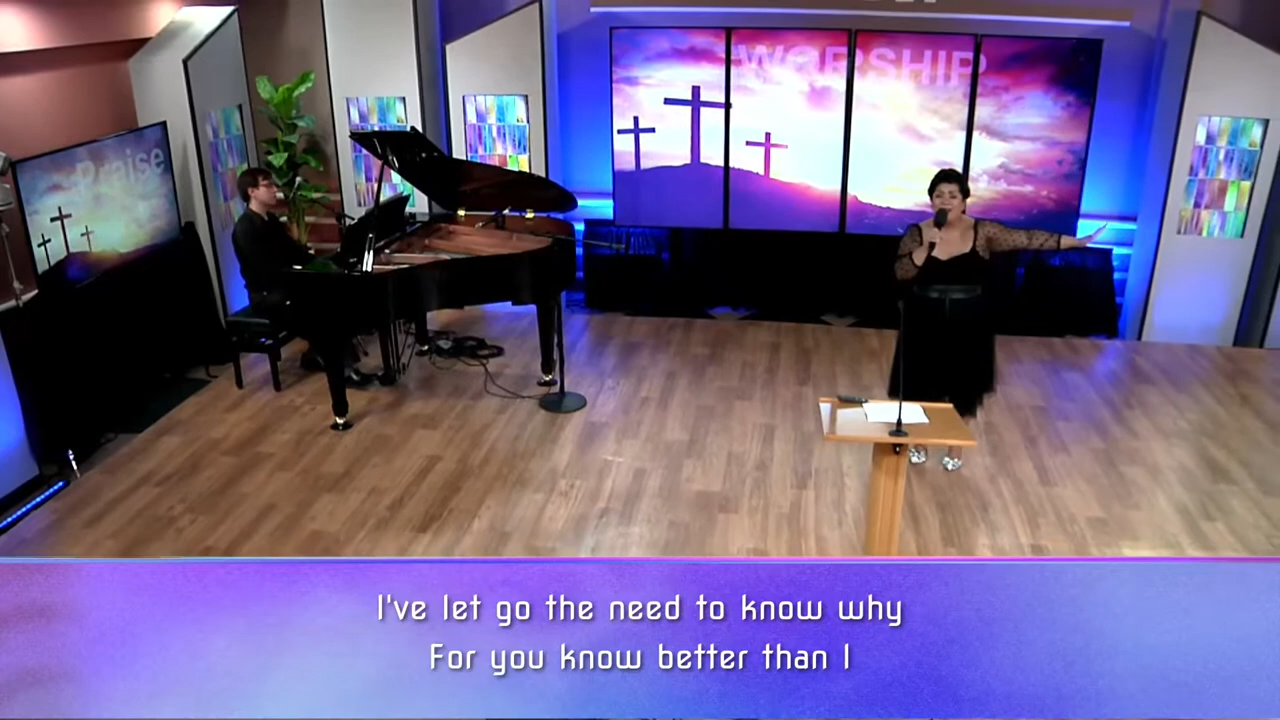 WORSHIP
Praise
I've let go the need to know why
For you know better than I